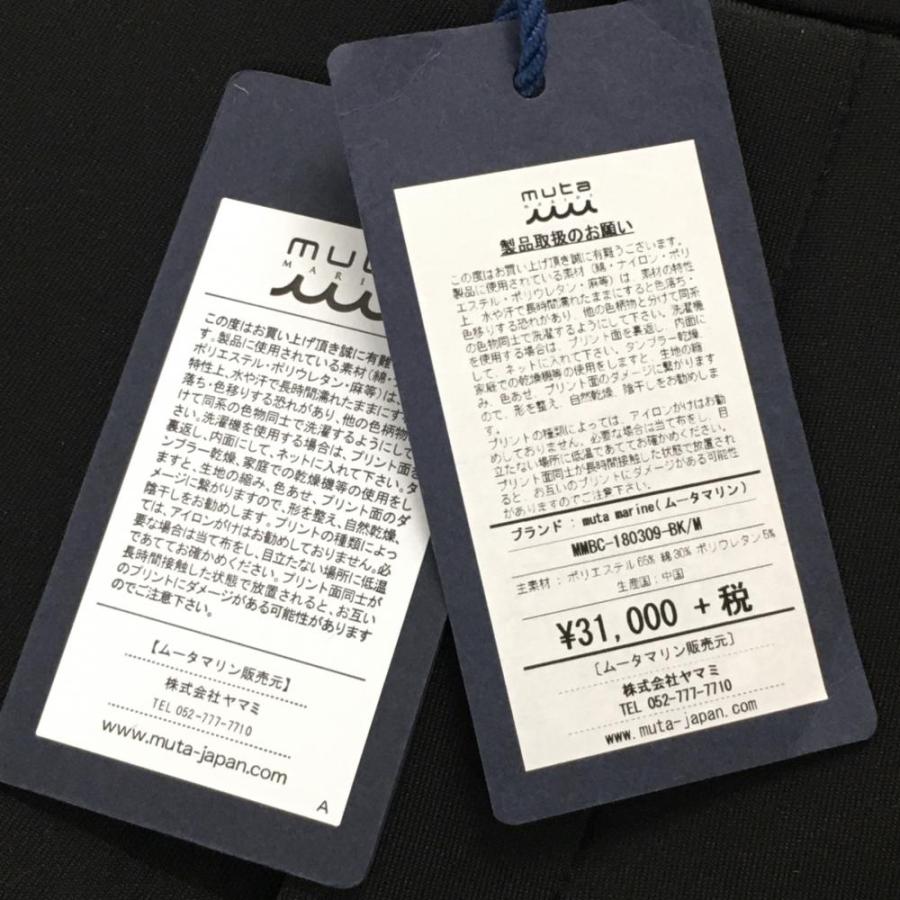 muta
MARINE
この度はお買い上げ頂き誠に有難
す。製品に使用されている素材(綿・
ポリエステル・ポリウレタン・麻等)は、
特性上、水や汗で長時間濡れたままにす
落ち・色移りする恐れがあり、他の色柄物
けて同系の色物同士で洗濯するようにして
さい。洗濯機を使用する場合は、プリント面を
裏返し、内面にして、ネットに入れて下さい。タ
ンブラー乾燥、家庭での乾燥機等の使用をし
ますと、生地の縮み、色あせ、プリント面のダ
メージに繋がりますので、形を整え、自然乾燥、
陰干しをお勧めします。プリントの種類によっ
ては、アイロンがけはお勧めしておりません。必
要な場合は当て布をし、目立たない場所に低温
であててお確かめください。プリント面同士が
長時間接触した状態で放置されると、お互い
のプリントにダメージがある可能性があります
のでご注意下さい。
【ムータマリン販売元】
株式会社ヤマミ
TEL 052-777-7710
www.muta-japan.com
A
muta
MARINE
製品取扱のお願い
この度はお買い上げ頂き誠に有難うございます。
製品に使用されている素材(綿・ナイロン・ポリ
エステル・ポリウレタン・麻等)は、素材の特性
上、水や汗で長時間濡れたままにすると色落ち・
色移りする恐れがあり、他の色柄物と分けて同系
の色物同士で洗濯するようにして下さい。洗濯機
を使用する場合は、プリント面を裏返し、内面に
して、ネットに入れて下さい。タンブラー乾燥、
家庭での乾燥機等の使用をしますと、生地の縮
み、色あせ、プリント面のダメージに繋がります
ので、形を整え、自然乾燥、陰干しをお勧めしま
す。
プリントの種類によっては、アイロンがけはお勧
めしておりません。必要な場合は当て布をし、目
立たない場所に低温であててお確かめください。
プリント面同士が長時間接触した状態で放置され
ると、お互いのプリントにダメージがある可能性
がありますのでご注意下さい。
ブランド:muta marine(ムータマリン)
MMBC-180309-BK/M
主素材:ポリエステル65% 綿30% ポリウレタン5%
生産国:中国
¥31,000 +税
[ムータマリン販売元]
株式会社ヤマミ
TEL 052-777-7710
www.muta-japan.com